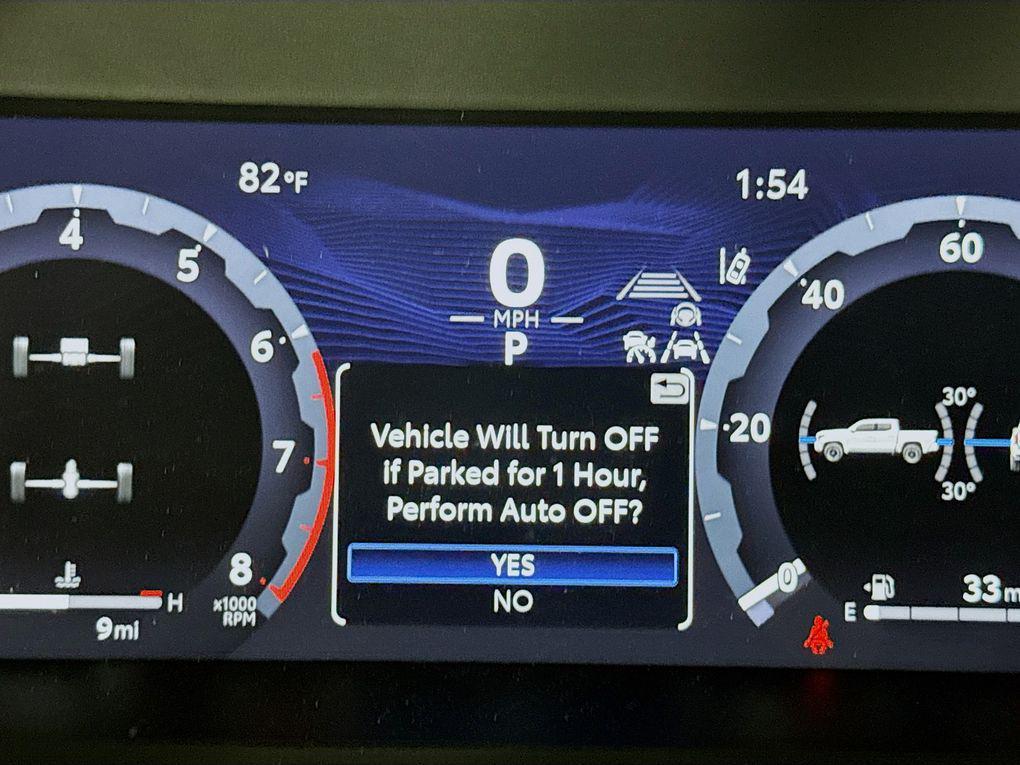 82°F
1:54
4
5
6
7
8
x1000
RPM
H
9mi
0
MPH
P
Vehicle Will Turn OFF
if Parked for 1 Hour,
Perform Auto OFF?
YES
NO
60
40
20
0
30°
30°
E
33m